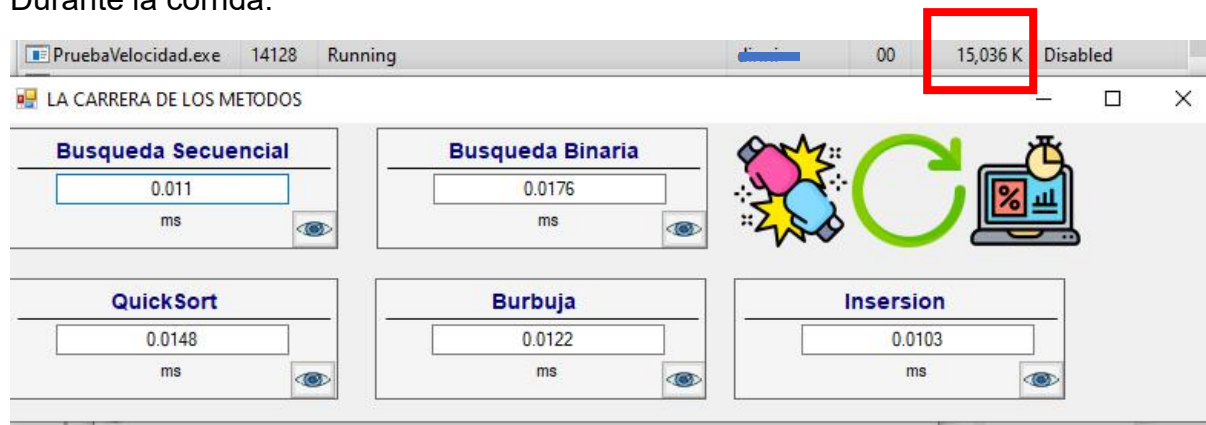 Durante la corrida:
PruebaVelocidad.exe 14128 Running 00 15,036 K Disabled
LA CARRERA DE LOS METODOS
Busqueda Secuencial
0.011
ms
Busqueda Binaria
0.0176
ms
QuickSort
0.0148
ms
Burbuja
0.0122
ms
Insersion
0.0103
ms